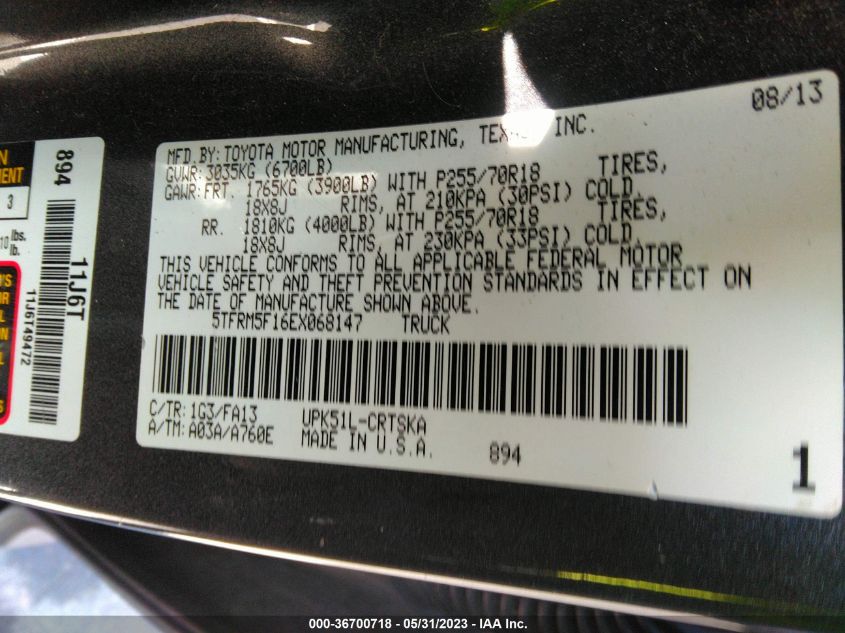 08/13
MFD.BY:TOYOTA MOTOR MANUFACTURING, INC.
GVWR:3035KG (6700LB)
GAWR:FRT 1765KG (3900LB) WITH P255/70R18 TIRES,
18X8J RIMS, AT 210KPA (30PSI) COLD,
RR. 1810KG (4000LB) WITH P255/70R18 TIRES,
18X8J RIMS, AT 230KPA (33PSI) COLD,
THIS VEHICLE CONFORMS TO ALL APPLICABLE FEDERAL MOTOR
VEHICLE SAFETY AND THEFT PREVENTION STANDARDS IN EFFECT ON
THE DATE OF MANUFACTURE SHOWN ABOVE.
5TFRM5F16EX068147 TRUCK
C/TR:1G3/FA13 UPK51L-CRTSKA
A/TM:A03A/A760E MADE IN U.S.A. 894
1
894
11J6T
11J6T49472
3
lbs.
lb.
000-36700718 - 05/31/2023 - IAA Inc.